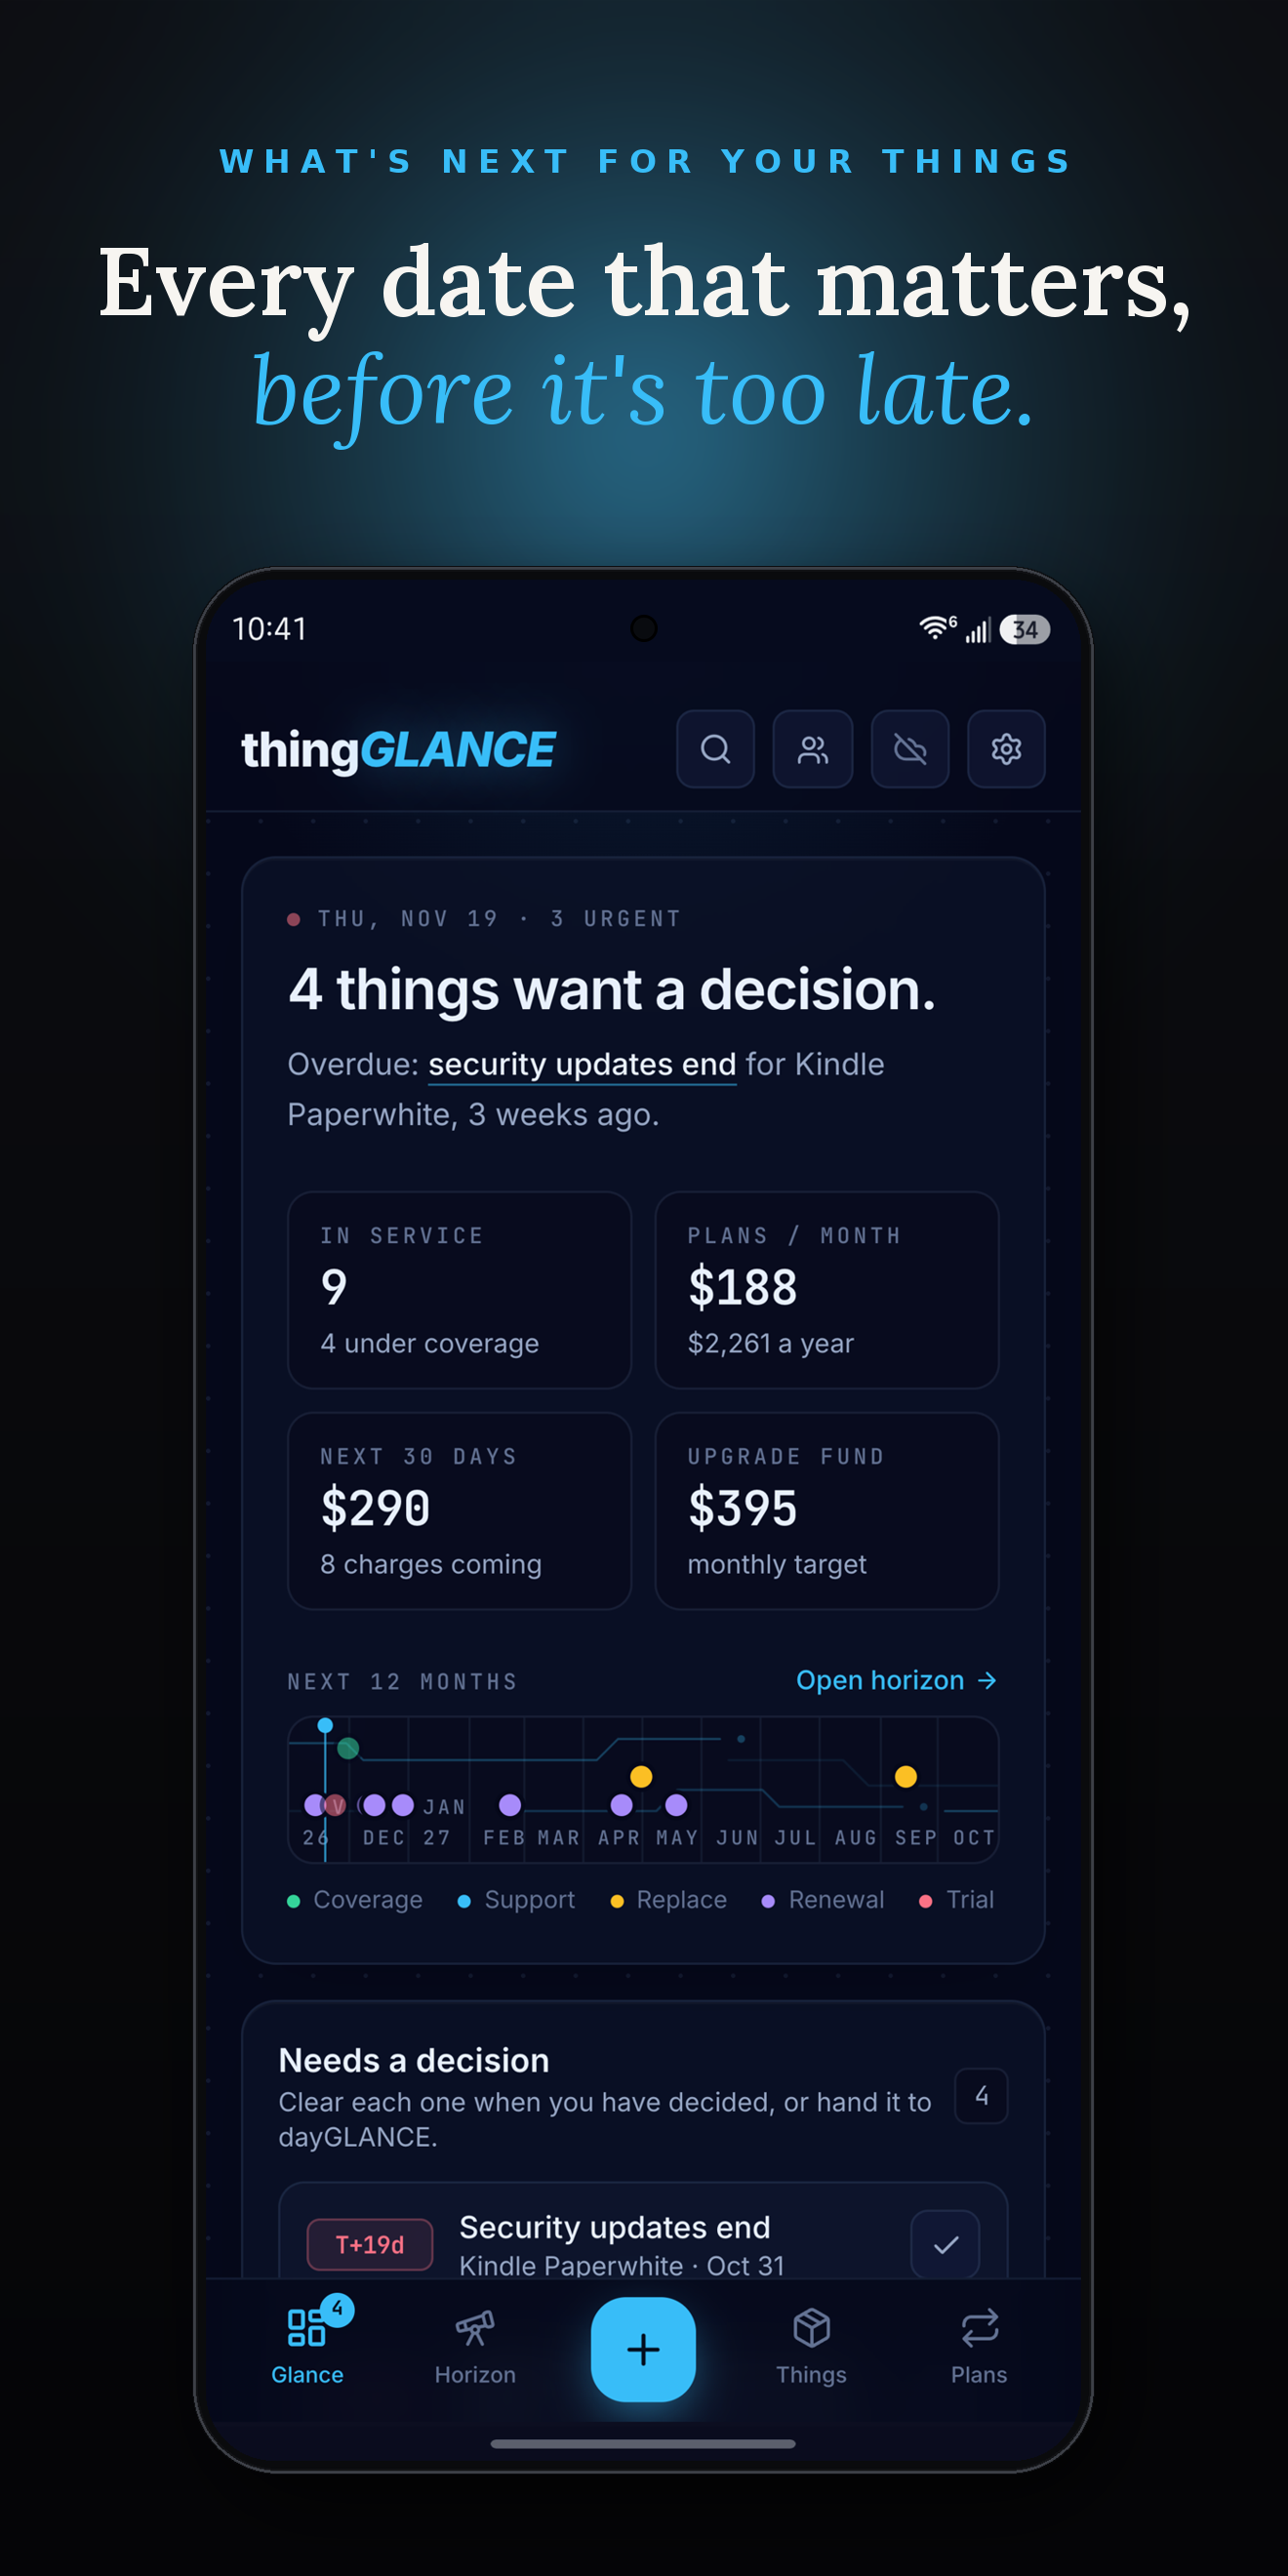 WHAT'S NEXT FOR YOUR THINGS
Every date that matters,
before it's too late.
10:41
6
34
thingGLANCE
THU, NOV 19 · 3 URGENT
4 things want a decision.
Overdue: security updates end for Kindle
Paperwhite, 3 weeks ago.
IN SERVICE
9
4 under coverage
PLANS / MONTH
$188
$2,261 a year
NEXT 30 DAYS
$290
8 charges coming
UPGRADE FUND
$395
monthly target
NEXT 12 MONTHS
Open horizon →
JAN
26 DEC 27 FEB MAR APR MAY JUN JUL AUG SEP OCT
Coverage Support Replace Renewal Trial
Needs a decision
Clear each one when you have decided, or hand it to
dayGLANCE.
4
T+19d
Security updates end
Kindle Paperwhite · Oct 31
4
Glance Horizon Things Plans